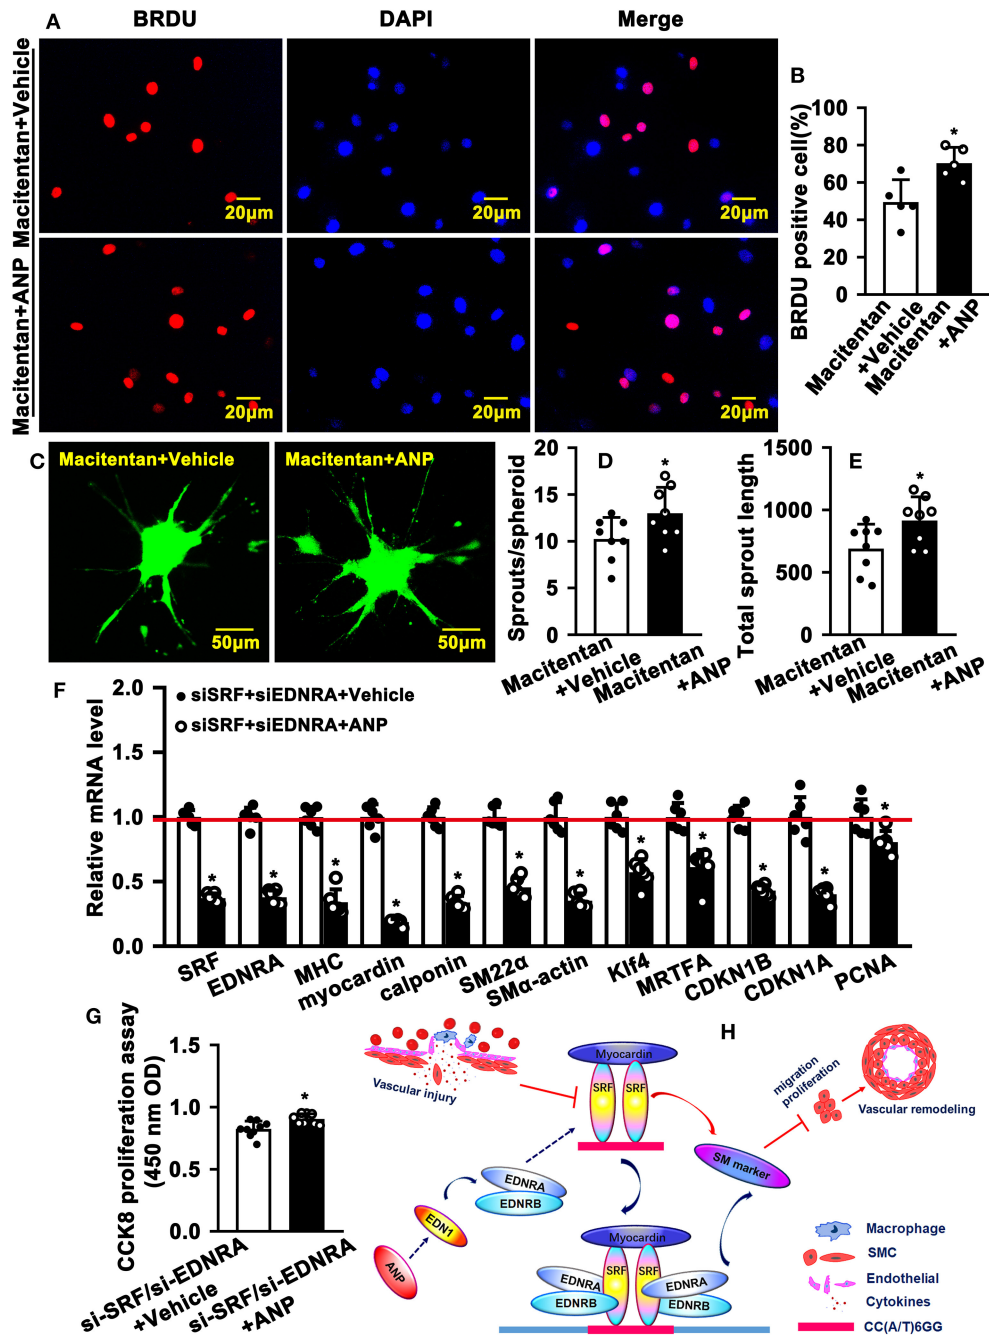 A
BRDU
DAPI
Merge
Macitentan+Vehicle
20μm
20μm
20μm
Macitentan+ANP
20μm
20μm
20μm
B
BRDU positive cell(%)
100
80
60
40
20
0
*
Macitentan
+Vehicle
Macitentan
+ANP
C
Macitentan+Vehicle
50μm
Macitentan+ANP
50μm
D
Sprouts/spheroid
20
15
10
5
0
*
Macitentan
+Vehicle
Macitentan
+ANP
E
Total sprout length
1500
1000
500
0
*
Macitentan
+Vehicle
Macitentan
+ANP
F
Relative mRNA level
2.0
1.5
1.0
0.5
0.0
siSRF+siEDNRA+Vehicle
siSRF+siEDNRA+ANP
* * * * * * * * * * * *
SRF
EDNRA
MHC
myocardin
calponin
SM22α
SMα-actin
Klf4
MRTFA
CDKN1B
CDKN1A
PCNA
G
CCK8 proliferation assay
(450 nm OD)
1.5
1.0
0.5
0.0
*
si-SRF/si-EDNRA
+Vehicle
si-SRF/si-EDNRA
+ANP
H
Vascular injury
Myocardin
SRF
SRF
migration
proliferation
Vascular remodeling
SM marker
EDNRA
EDNRB
EDN1
ANP
Myocardin
SRF
SRF
EDNRA
EDNRB
EDNRA
EDNRB
Macrophage
SMC
Endothelial
Cytokines
CC(A/T)6GG